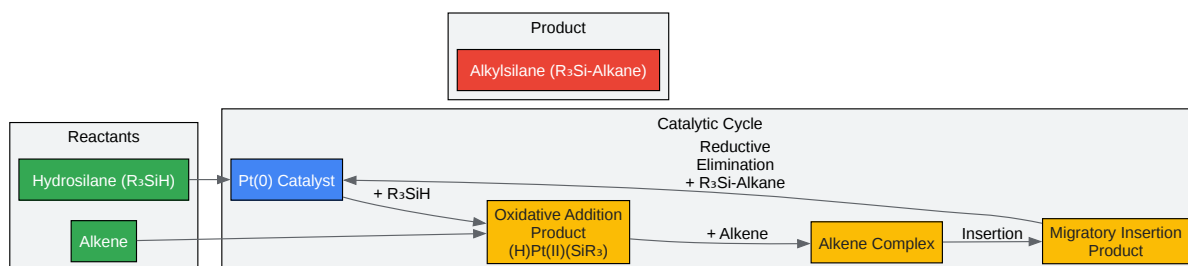 Product
Alkylsilane (R₃Si-Alkane)
Reactants
Hydrosilane (R₃SiH)
Alkene
Catalytic Cycle
Reductive
Elimination
+ R₃Si-Alkane
Pt(0) Catalyst
+ R₃SiH
Oxidative Addition
Product
(H)Pt(II)(SiR₃)
+ Alkene
Alkene Complex
Insertion
Migratory Insertion
Product